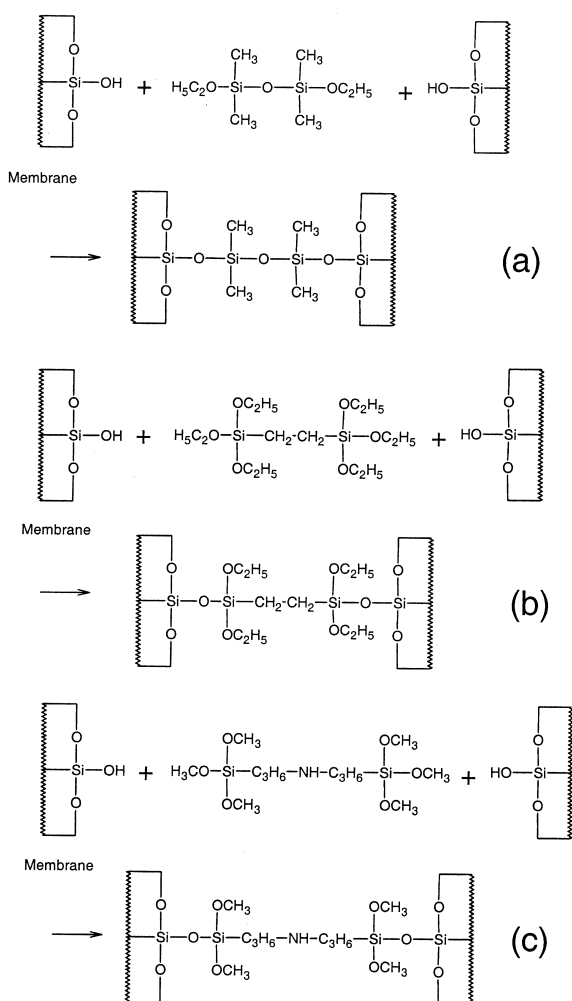 O CH3 CH3 O
Si—OH + H5C2O—Si—O—Si—OC2H5 + HO—Si
O CH3 CH3 O
Membrane
O CH3 CH3 O
Si—O—Si—O—Si—O—Si (a)
O CH3 CH3 O
O OC2H5 OC2H5 O
Si—OH + H5C2O—Si—CH2-CH2—Si—OC2H5 + HO—Si
O OC2H5 OC2H5 O
Membrane
O OC2H5 OC2H5 O
Si—O—Si—CH2-CH2—Si—O—Si (b)
O OC2H5 OC2H5 O
O OCH3 OCH3 O
Si—OH + H3CO—Si—C3H6—NH—C3H6—Si—OCH3 + HO—Si
O OCH3 OCH3 O
Membrane
O OCH3 OCH3 O
Si—O—Si—C3H6—NH—C3H6—Si—O—Si (c)
O OCH3 OCH3 O